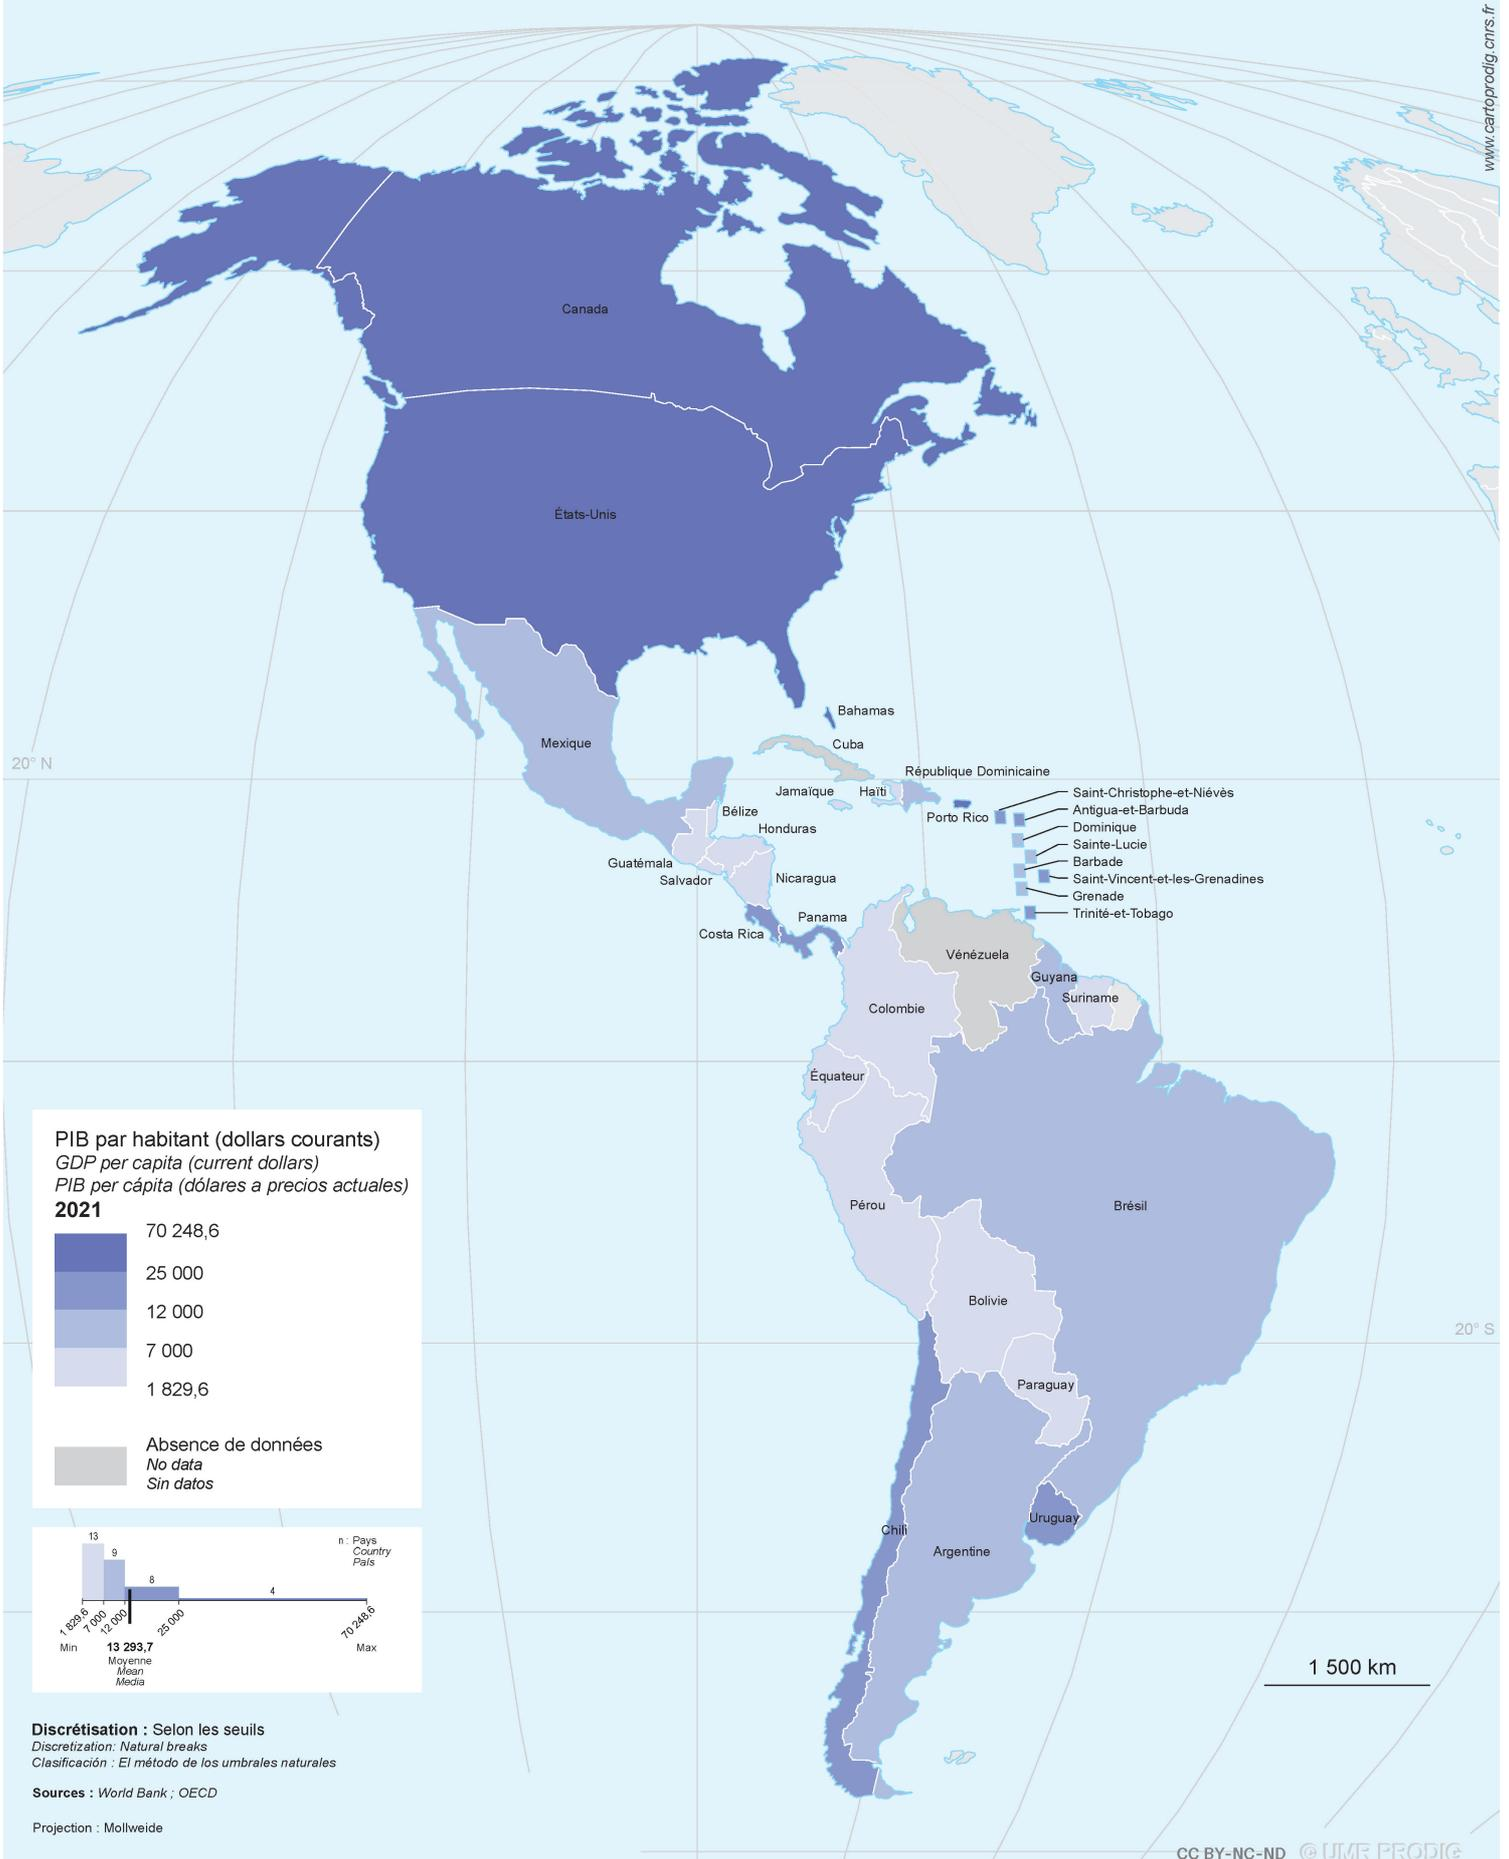 www.cartoprodig.cnrs.fr
Canada
États-Unis
Bahamas
Mexique
Cuba
20° N
République Dominicaine
Jamaïque
Haïti
Saint-Christophe-et-Niévès
Porto Rico
Antigua-et-Barbuda
Bélize
Dominique
Honduras
Sainte-Lucie
Guatémala
Barbade
Salvador
Nicaragua
Saint-Vincent-et-les-Grenadines
Grenade
Panama
Trinité-et-Tobago
Costa Rica
Vénézuela
Guyana
Suriname
Colombie
Équateur
Pérou
Brésil
Bolivie
20° S
Paraguay
Uruguay
Chili
Argentine
PIB par habitant (dollars courants)
GDP per capita (current dollars)
PIB per cápita (dólares a precios actuales)
2021
70 248,6
25 000
12 000
7 000
1 829,6
Absence de données
No data
Sin datos
13
9
8
4
n : Pays
Country
País
1 829,6
7 000
12 000
25 000
70 248,6
Min
13 293,7
Max
Moyenne
Mean
Media
1 500 km
Discrétisation : Selon les seuils
Discretization: Natural breaks
Clasificación : El método de los umbrales naturales
Sources : World Bank ; OECD
Projection : Mollweide
CC BY-NC-ND © UMR PRODIG